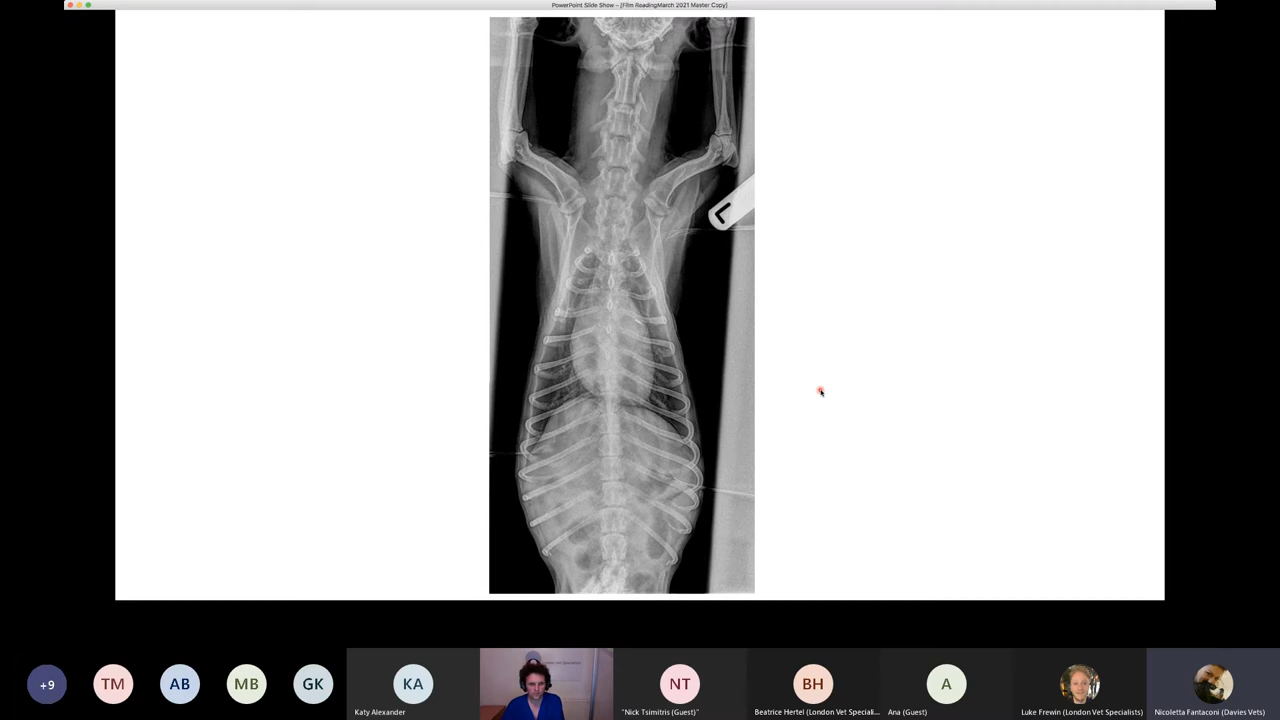 PowerPoint Slide Show – [Film ReadingMarch 2021 Master Copy]
L
+9
TM
AB
MB
GK
KA
NT
BH
A
Katy Alexander
"Nick Tsimitris (Guest)"
Beatrice Hertel (London Vet Speciali...
Ana (Guest)
Luke Frewin (London Vet Specialists)
Nicoletta Fantaconi (Davies Vets)